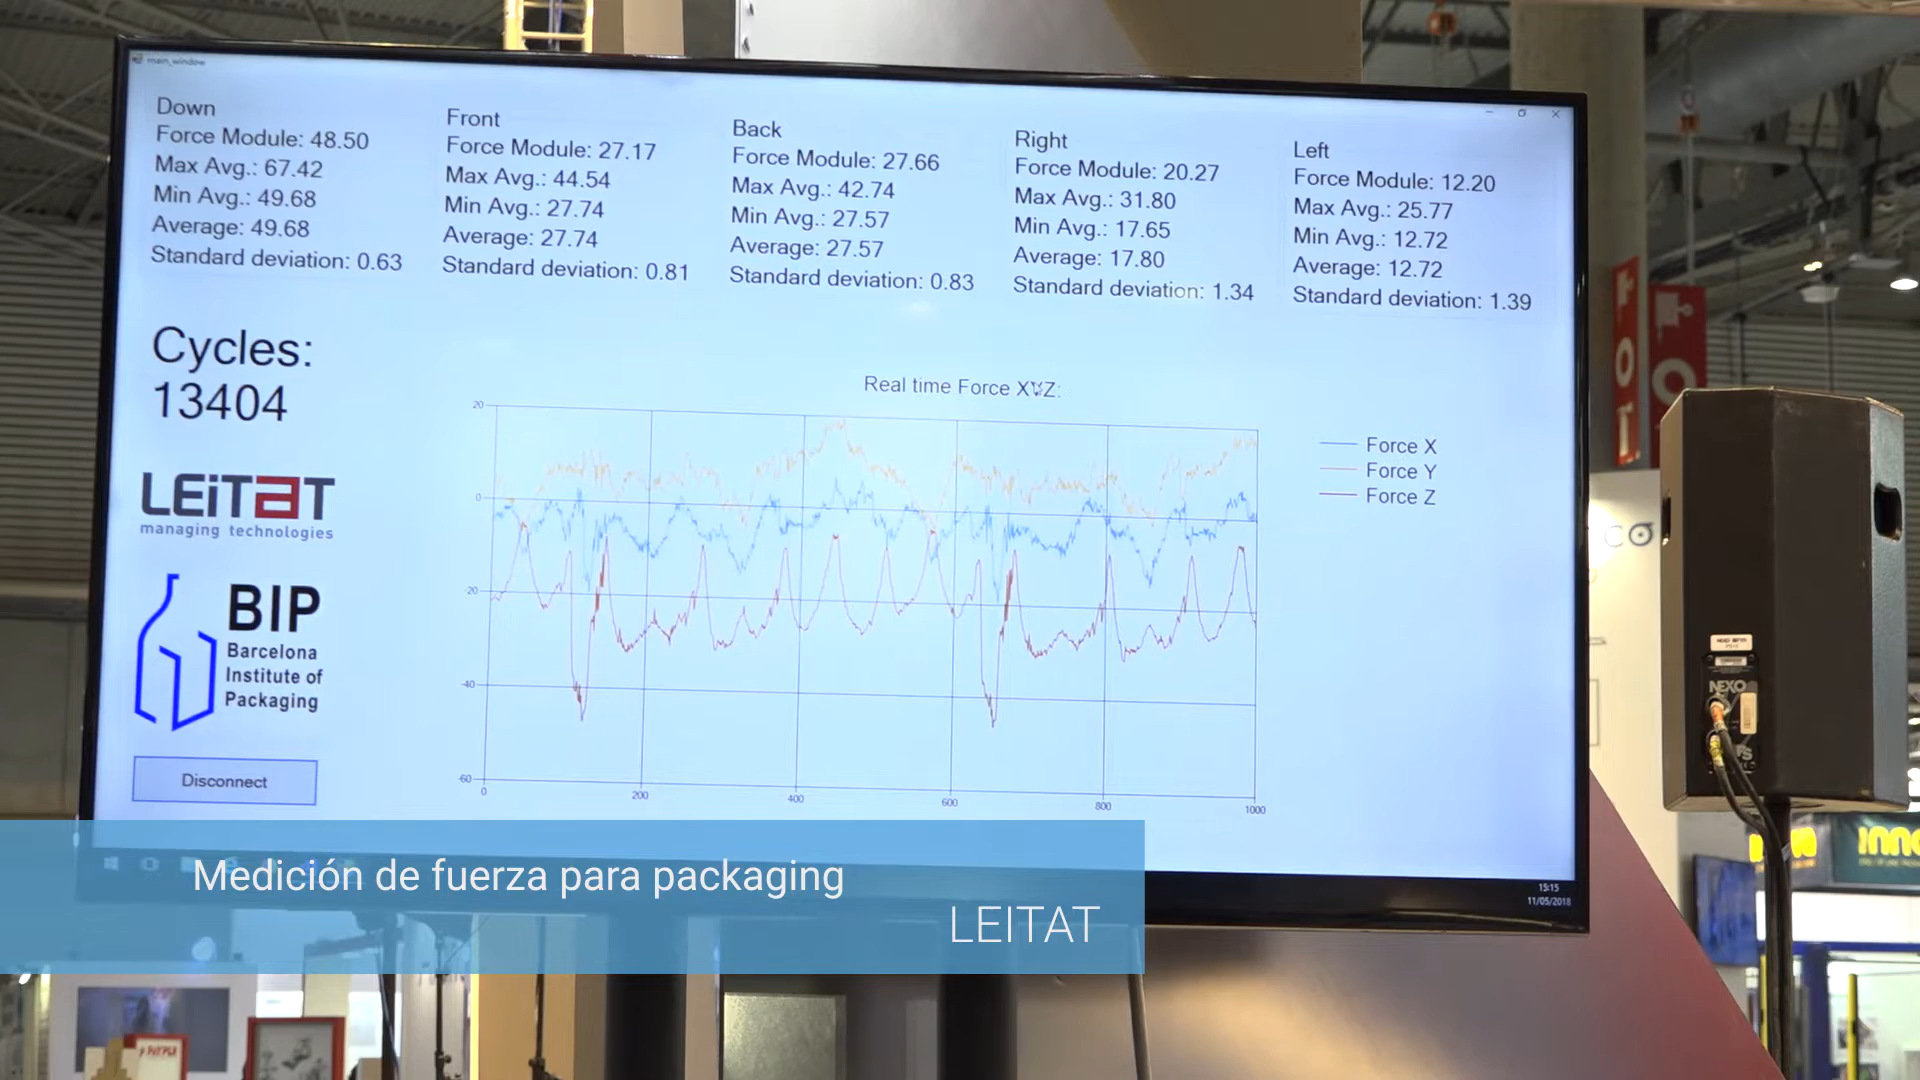 main_window
Down
Force Module: 48.50
Max Avg.: 67.42
Min Avg.: 49.68
Average: 49.68
Standard deviation: 0.63
Front
Force Module: 27.17
Max Avg.: 44.54
Min Avg.: 27.74
Average: 27.74
Standard deviation: 0.81
Back
Force Module: 27.66
Max Avg.: 42.74
Min Avg.: 27.57
Average: 27.57
Standard deviation: 0.83
Right
Force Module: 20.27
Max Avg.: 31.80
Min Avg.: 17.65
Average: 17.80
Standard deviation: 1.34
Left
Force Module: 12.20
Max Avg.: 25.77
Min Avg.: 12.72
Average: 12.72
Standard deviation: 1.39
Cycles:
13404
LEiTAT
managing technologies
BIP
Barcelona
Institute of
Packaging
Disconnect
Real time Force XYZ:
20
0
-20
-40
-60
0
200
400
600
800
1000
Force X
Force Y
Force Z
15:15
11/05/2018
NEXO
Medición de fuerza para packaging
LEITAT